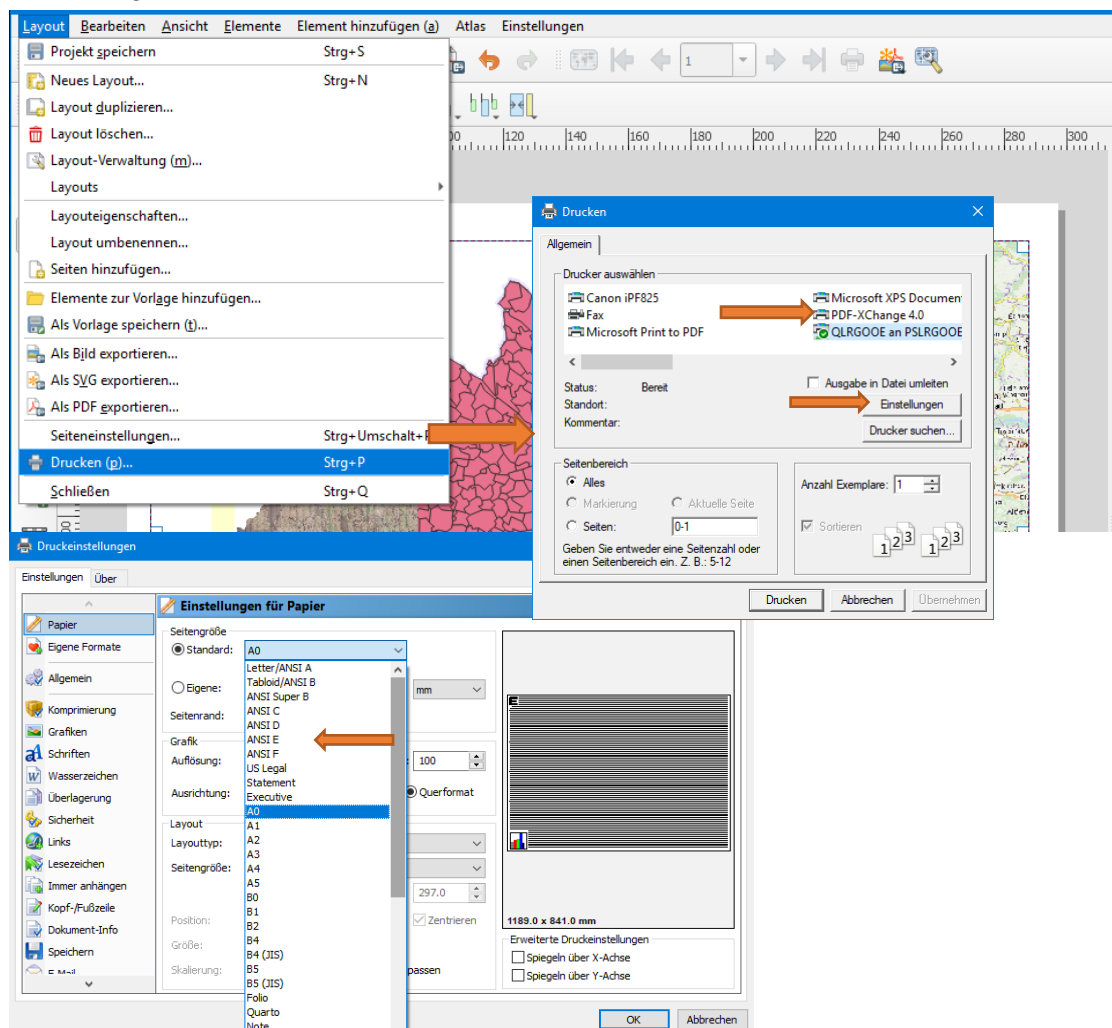 Layout Bearbeiten Ansicht Elemente Element hinzufügen (a) Atlas Einstellungen
Projekt speichern Strg+S
Neues Layout... Strg+N
Layout duplizieren...
Layout löschen...
Layout-Verwaltung (m)...
Layouts
Layouteigenschaften...
Layout umbenennen...
Seiten hinzufügen...
Elemente zur Vorlage hinzufügen...
Als Vorlage speichern (t)...
Als Bild exportieren...
Als SVG exportieren...
Als PDF exportieren...
Seiteneinstellungen... Strg+Umschalt+P
Drucken (p)... Strg+P
Schließen Strg+Q
1
120 140 160 180 200 220 240 260 280 300
Drucken
Allgemein
Drucker auswählen
Canon iPF825 Microsoft XPS Documen
Fax PDF-XChange 4.0
Microsoft Print to PDF QLRGOOE an PSLRGOOE
Status: Bereit Ausgabe in Datei umleiten
Standort: Einstellungen
Kommentar: Drucker suchen...
Seitenbereich
Alles Anzahl Exemplare: 1
Markierung Aktuelle Seite
Seiten: 0-1 Sortieren
1 2 3 1 2 3
Geben Sie entweder eine Seitenzahl oder
einen Seitenbereich ein. Z. B.: 5-12
Drucken Abbrechen Übernehmen
Druckeinstellungen
Einstellungen Über
Papier
Eigene Formate
Allgemein
Komprimierung
Grafiken
Schriften
Wasserzeichen
Überlagerung
Sicherheit
Links
Lesezeichen
Immer anhängen
Kopf-/Fußzeile
Dokument-Info
Speichern
E-Mail
Einstellungen für Papier
Seitengröße
Standard: A0
Eigene: mm
Seitenrand:
Grafik
Auflösung: 100
Ausrichtung: Querformat
Layout
Layouttyp:
Seitengröße:
297.0
Position: Zentrieren
Größe:
Skalierung: passen
Letter/ANSI A
Tabloid/ANSI B
ANSI Super B
ANSI C
ANSI D
ANSI E
ANSI F
US Legal
Statement
Executive
A0
A1
A2
A3
A4
A5
B0
B1
B2
B4
B4 (JIS)
B5
B5 (JIS)
Folio
Quarto
Note
E
1189.0 x 841.0 mm
Erweiterte Druckeinstellungen
Spiegeln über X-Achse
Spiegeln über Y-Achse
OK Abbrechen